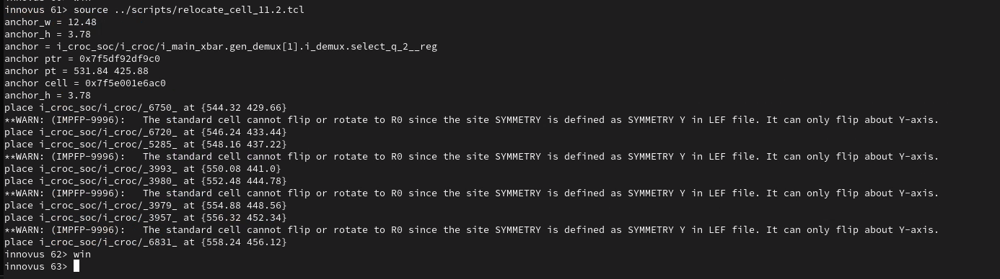 innovus 61> source ../scripts/relocate_cell_11.2.tcl
anchor_w = 12.48
anchor_h = 3.78
anchor = i_croc_soc/i_croc/i_main_xbar.gen_demux[1].i_demux.select_q_2__reg
anchor ptr = 0x7f5df92df9c0
anchor pt = 531.84 425.88
anchor cell = 0x7f5e001e6ac0
anchor_h = 3.78
place i_croc_soc/i_croc/_6750_ at {544.32 429.66}
**WARN: (IMPFP-9996):   The standard cell cannot flip or rotate to R0 since the site SYMMETRY is defined as SYMMETRY Y in LEF file. It can only flip about Y-axis.
place i_croc_soc/i_croc/_6720_ at {546.24 433.44}
place i_croc_soc/i_croc/_5285_ at {548.16 437.22}
**WARN: (IMPFP-9996):   The standard cell cannot flip or rotate to R0 since the site SYMMETRY is defined as SYMMETRY Y in LEF file. It can only flip about Y-axis.
place i_croc_soc/i_croc/_3993_ at {550.08 441.0}
place i_croc_soc/i_croc/_3980_ at {552.48 444.78}
**WARN: (IMPFP-9996):   The standard cell cannot flip or rotate to R0 since the site SYMMETRY is defined as SYMMETRY Y in LEF file. It can only flip about Y-axis.
place i_croc_soc/i_croc/_3979_ at {554.88 448.56}
place i_croc_soc/i_croc/_3957_ at {556.32 452.34}
**WARN: (IMPFP-9996):   The standard cell cannot flip or rotate to R0 since the site SYMMETRY is defined as SYMMETRY Y in LEF file. It can only flip about Y-axis.
place i_croc_soc/i_croc/_6831_ at {558.24 456.12}
innovus 62> win
innovus 63>